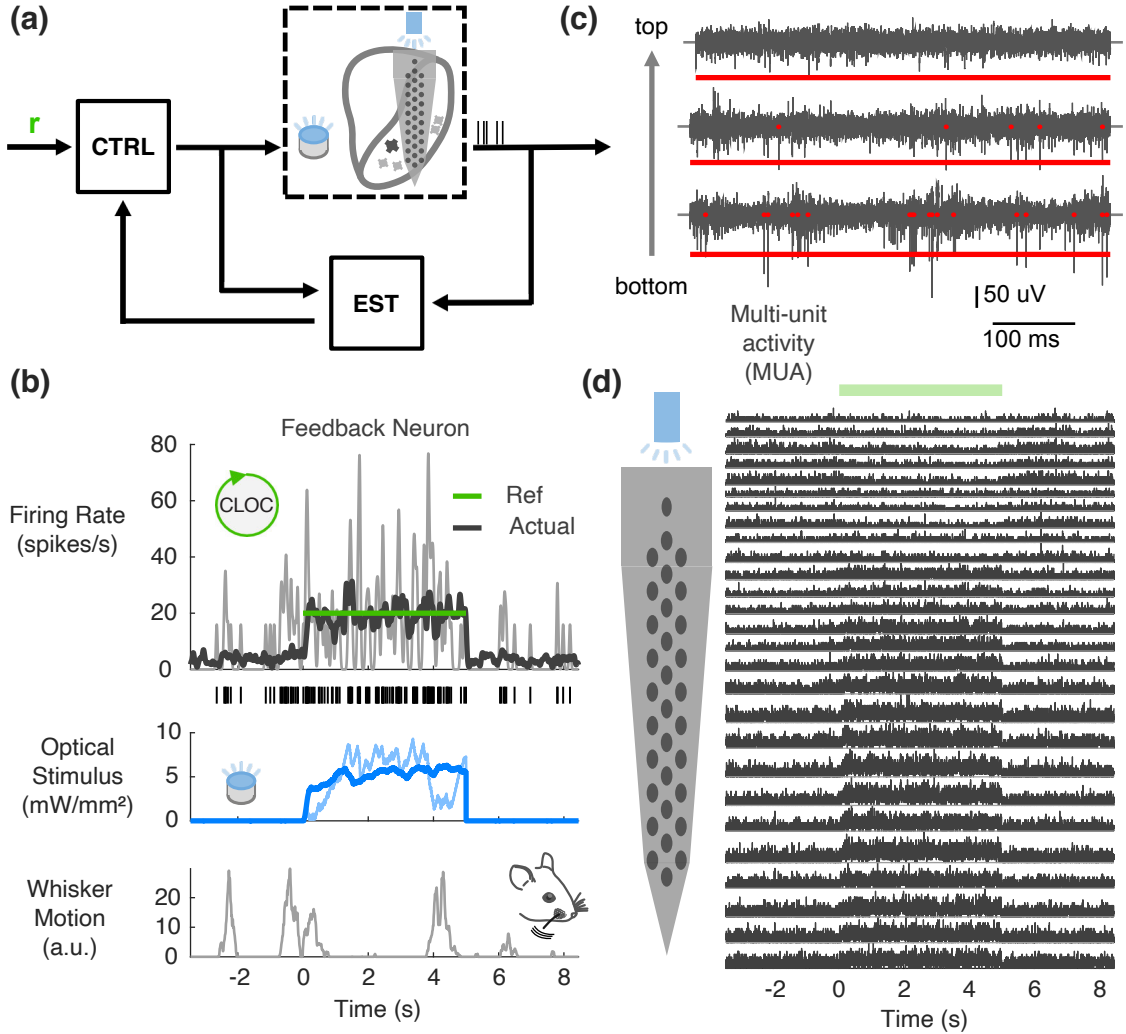 (a)
r
CTRL
EST
(c)
top
bottom
50 uV
100 ms
(b)
Feedback Neuron
Firing Rate
(spikes/s)
80
60
40
20
0
CLOC
Ref
Actual
Optical
Stimulus
(mW/mm²)
10
5
0
Whisker
Motion
(a.u.)
20
10
0
-2 0 2 4 6 8
Time (s)
Multi-unit
activity
(MUA)
(d)
-2 0 2 4 6 8
Time (s)